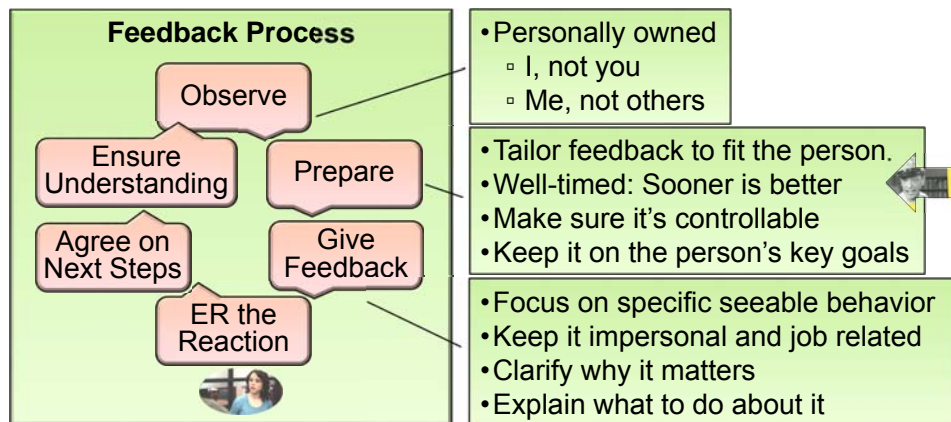 Feedback Process
Observe
Prepare
Give
Feedback
ER the
Reaction
Agree on
Next Steps
Ensure
Understanding
•Personally owned
▫ I, not you
▫ Me, not others
•Tailor feedback to fit the person.
•Well-timed: Sooner is better
•Make sure it’s controllable
•Keep it on the person’s key goals
•Focus on specific seeable behavior
•Keep it impersonal and job related
•Clarify why it matters
•Explain what to do about it